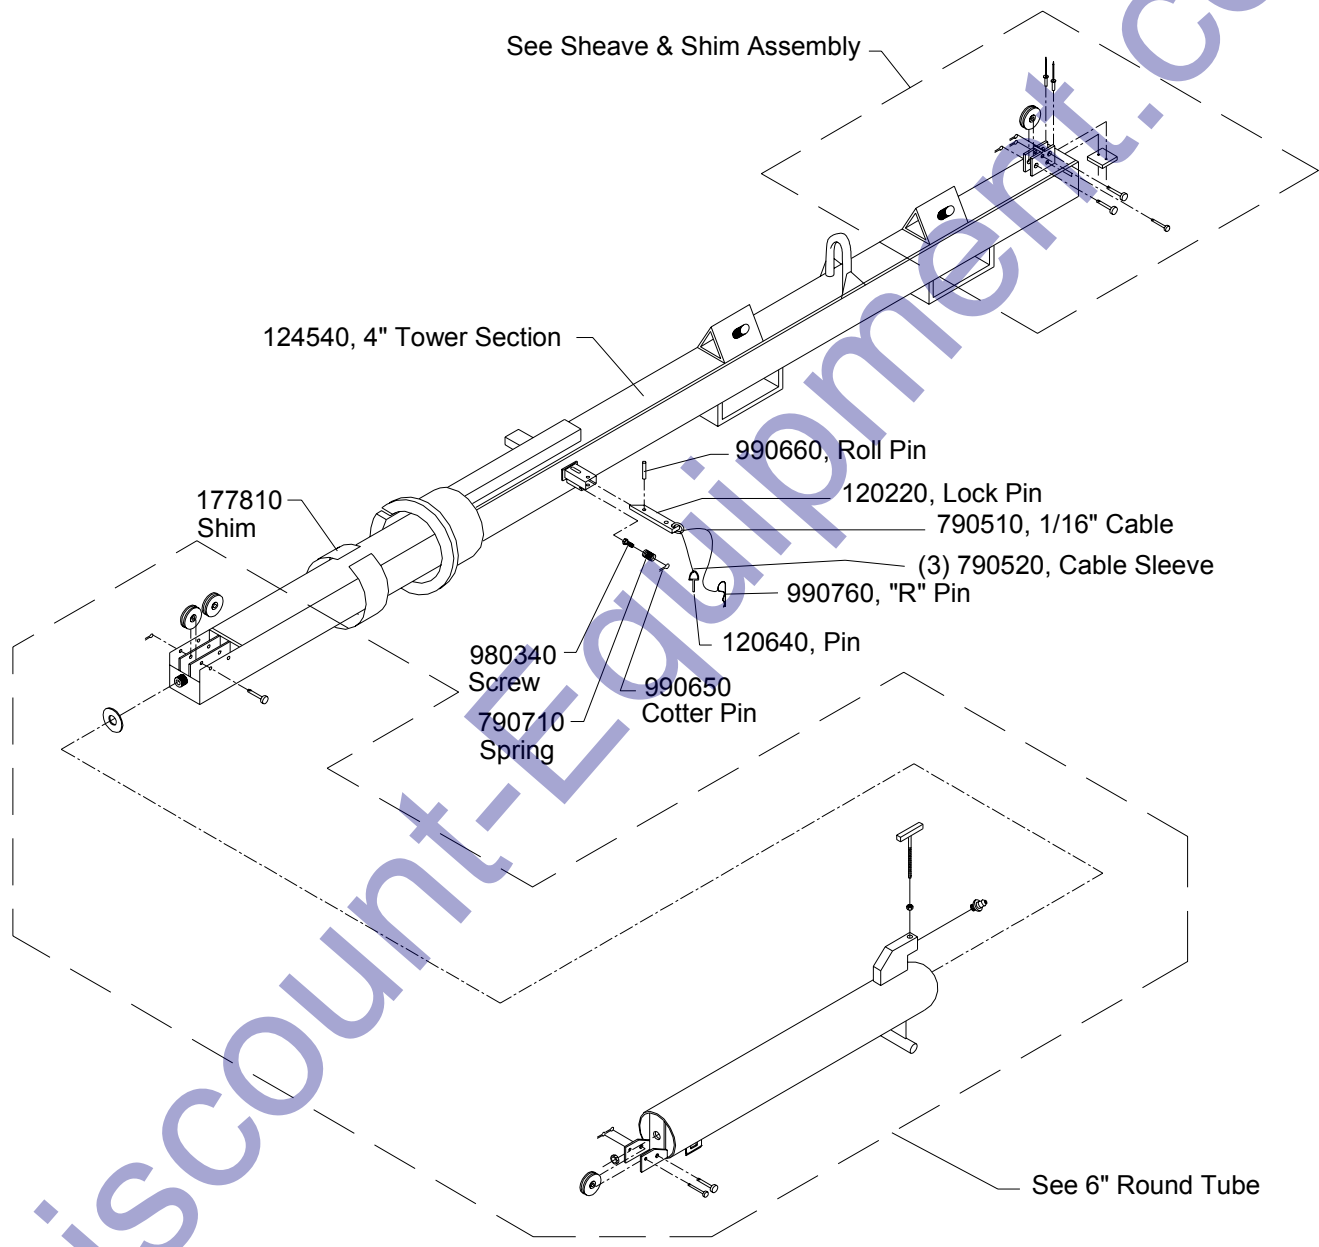 See Sheave & Shim Assembly
124540, 4" Tower Section
990660, Roll Pin
120220, Lock Pin
177810
Shim
790510, 1/16" Cable
(3) 790520, Cable Sleeve
990760, "R" Pin
120640, Pin
980340
Screw
990650
Cotter Pin
790710
Spring
See 6" Round Tube
iscount-Equipment.co